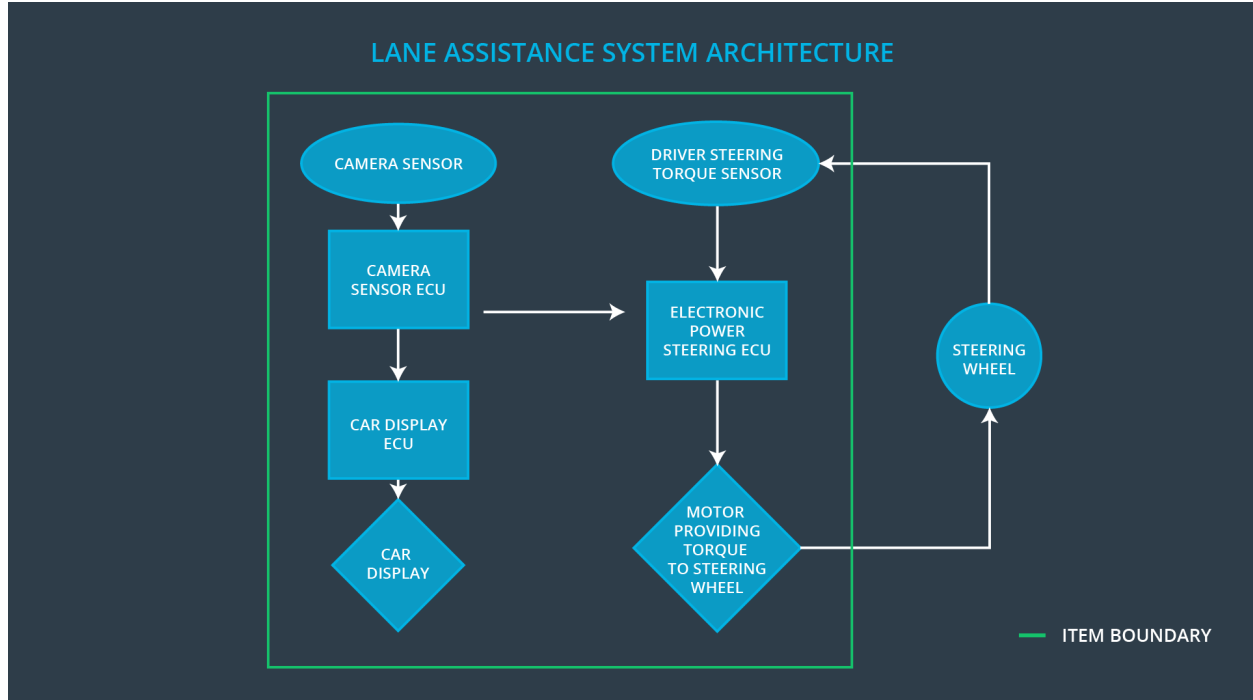 LANE ASSISTANCE SYSTEM ARCHITECTURE
CAMERA SENSOR
DRIVER STEERING
TORQUE SENSOR
CAMERA
SENSOR ECU
ELECTRONIC
POWER
STEERING ECU
STEERING
WHEEL
CAR DISPLAY
ECU
CAR
DISPLAY
MOTOR
PROVIDING
TORQUE
TO STEERING
WHEEL
ITEM BOUNDARY